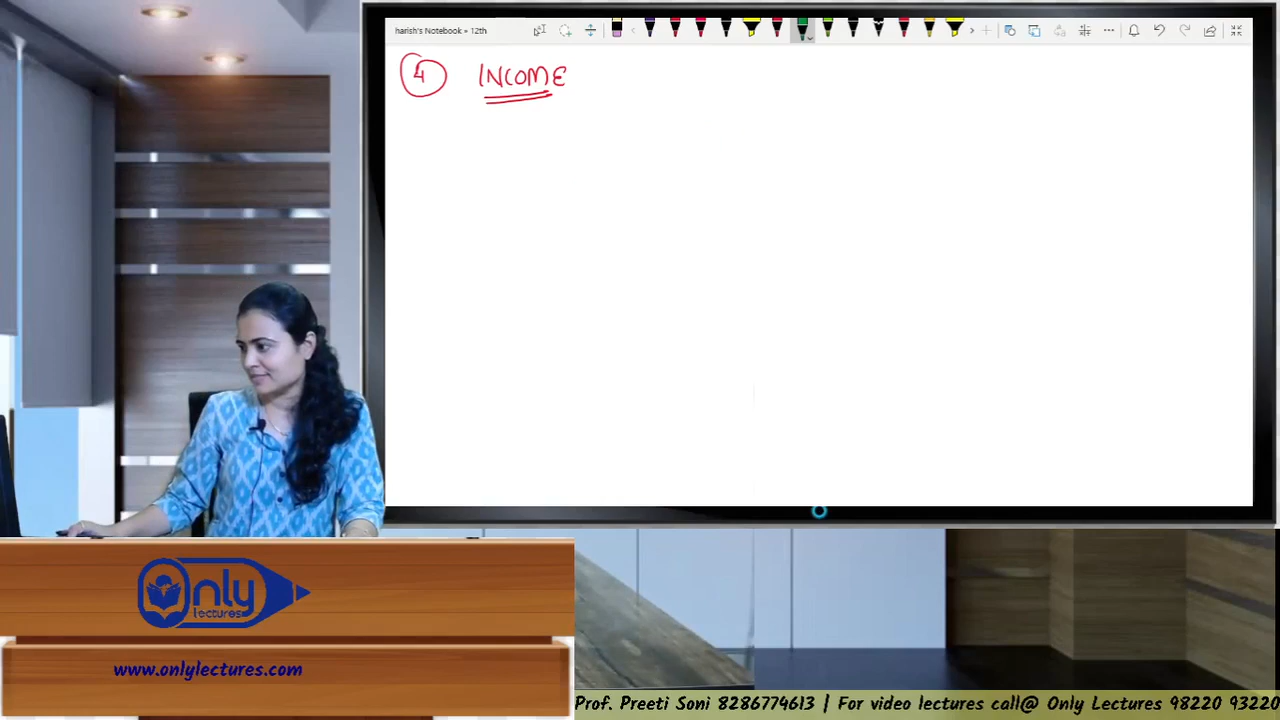 harish's Notebook » 12th
4 INCOME
Only
lectures
www.onlylectures.com
Prof. Preeti Soni 8286774613 | For video lectures call@ Only Lectures 98220 93220